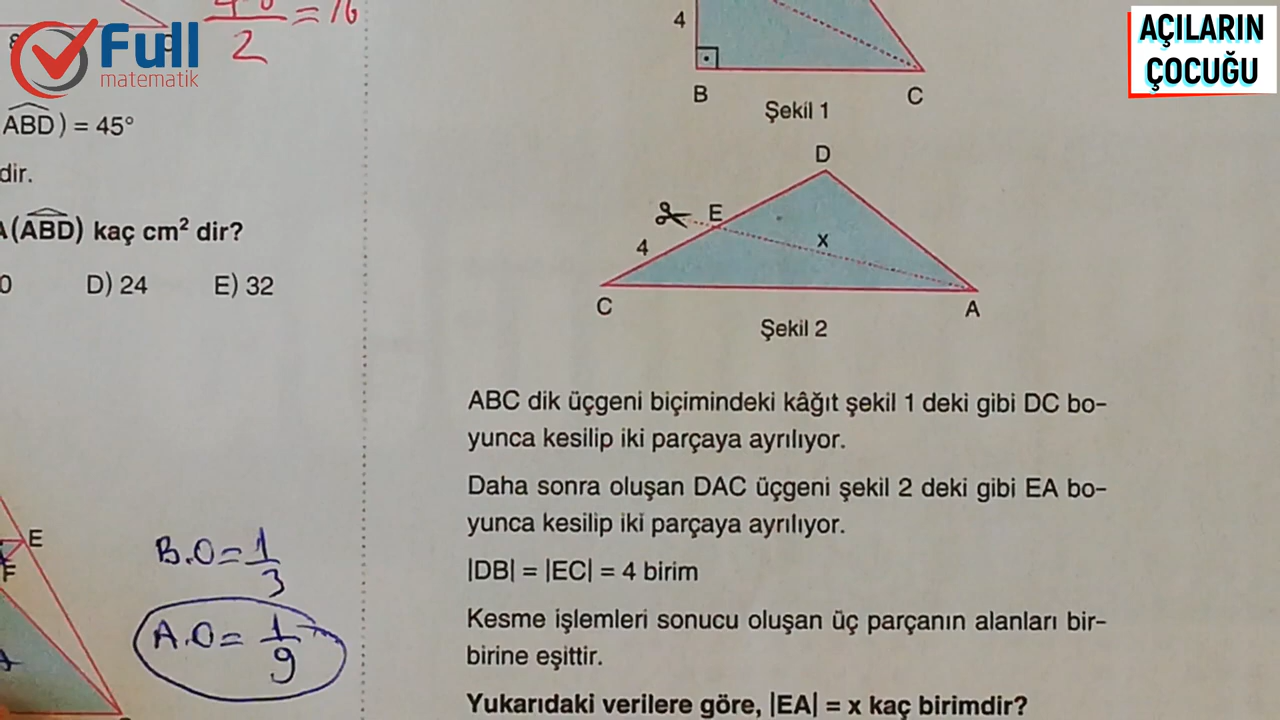 Full
matematik
AÇILARIN
ÇOCUĞU
2
ABD) = 45°
dir.
A(ABD) kaç cm² dir?
D) 24
E) 32
4
B
C
Şekil 1
D
E
4
x
C
A
Şekil 2
ABC dik üçgeni biçimindeki kâğıt şekil 1 deki gibi DC bo-
yunca kesilip iki parçaya ayrılıyor.
Daha sonra oluşan DAC üçgeni şekil 2 deki gibi EA bo-
yunca kesilip iki parçaya ayrılıyor.
|DB| = |EC| = 4 birim
Kesme işlemleri sonucu oluşan üç parçanın alanları bir-
birine eşittir.
Yukarıdaki verilere göre, |EA| = x kaç birimdir?
E
F
B.O = 1/3
A.O = 1/9